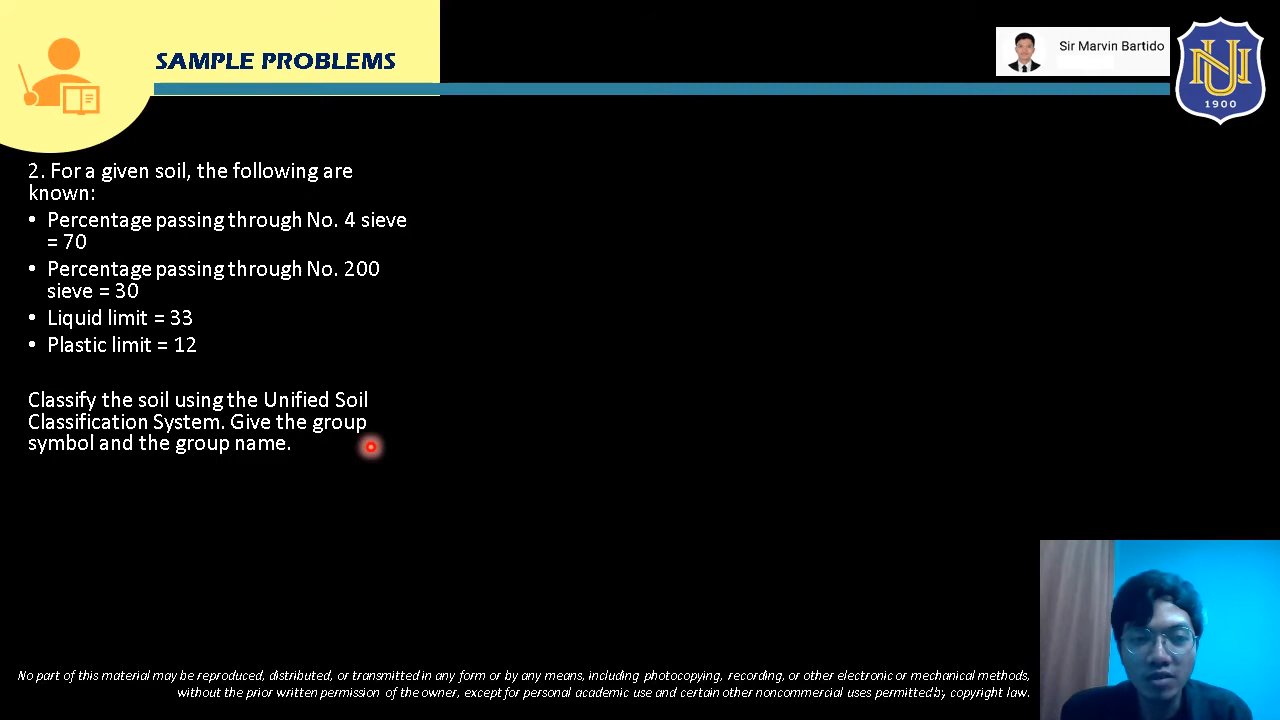 SAMPLE PROBLEMS
Sir Marvin Bartido
NU
1900
2. For a given soil, the following are
known:
• Percentage passing through No. 4 sieve
= 70
• Percentage passing through No. 200
sieve = 30
• Liquid limit = 33
• Plastic limit = 12
Classify the soil using the Unified Soil
Classification System. Give the group
symbol and the group name.
No part of this material may be reproduced, distributed, or transmitted in any form or by any means, including photocopying, recording, or other electronic or mechanical methods,
without the prior written permission of the owner, except for personal academic use and certain other noncommercial uses permitted by copyright law.